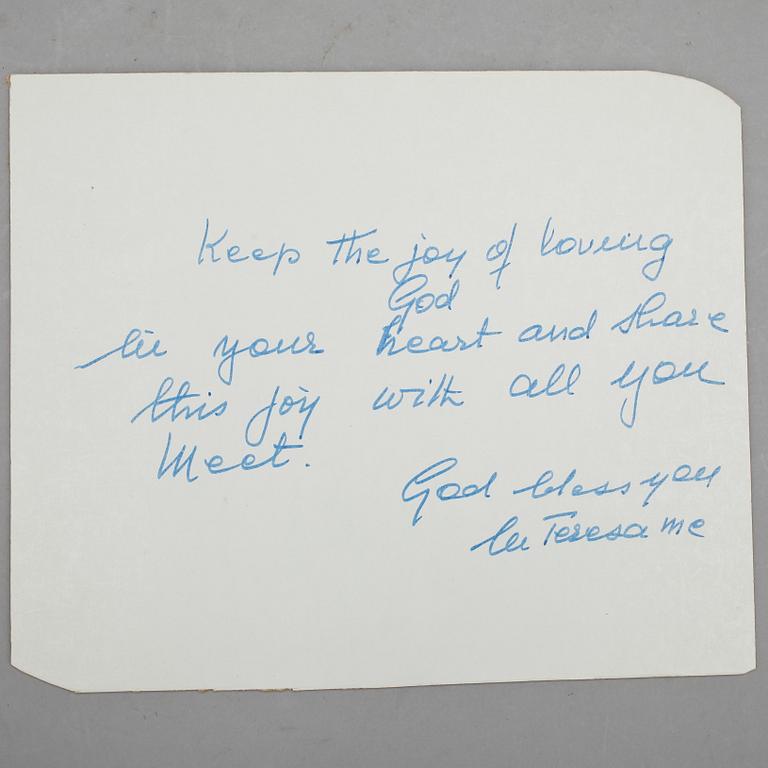 Keep the joy of loving
God
in your heart and share
this joy with all you
Meet.
God bless you
lu Teresa mc